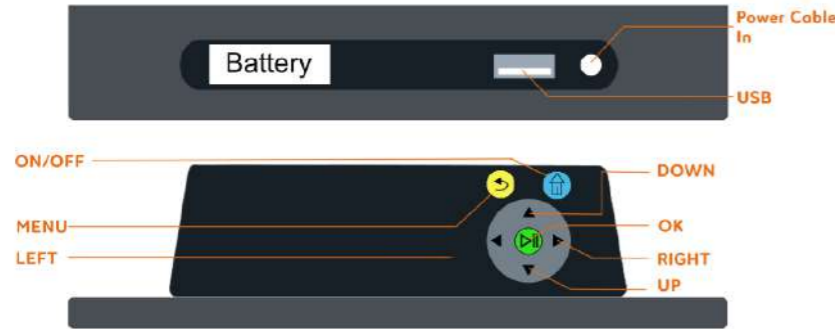 Power Cable
In
Battery
USB
ON/OFF
DOWN
MENU
OK
LEFT
RIGHT
UP